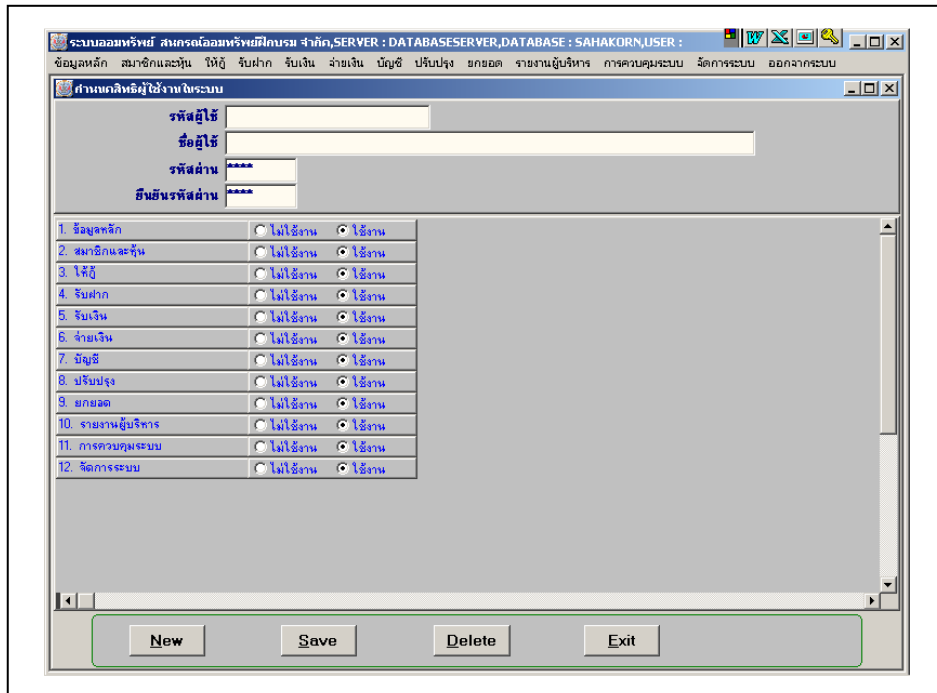 ระบบออมทรัพย์ สหกรณ์ออมทรัพย์ฝึกอบรม จำกัด,SERVER : DATABASESERVER,DATABASE : SAHAKORN,USER :
ข้อมูลหลัก สมาชิกและหุ้น ให้กู้ รับฝาก รับเงิน จ่ายเงิน บัญชี ปรับปรุง ยกยอด รายงานผู้บริหาร การควบคุมระบบ จัดการระบบ ออกจากระบบ
กำหนดสิทธิผู้ใช้งานในระบบ
รหัสผู้ใช้
ชื่อผู้ใช้
รหัสผ่าน ****
ยืนยันรหัสผ่าน ****
1. ข้อมูลหลัก ไม่ใช้งาน ใช้งาน
2. สมาชิกและหุ้น ไม่ใช้งาน ใช้งาน
3. ให้กู้ ไม่ใช้งาน ใช้งาน
4. รับฝาก ไม่ใช้งาน ใช้งาน
5. รับเงิน ไม่ใช้งาน ใช้งาน
6. จ่ายเงิน ไม่ใช้งาน ใช้งาน
7. บัญชี ไม่ใช้งาน ใช้งาน
8. ปรับปรุง ไม่ใช้งาน ใช้งาน
9. ยกยอด ไม่ใช้งาน ใช้งาน
10. รายงานผู้บริหาร ไม่ใช้งาน ใช้งาน
11. การควบคุมระบบ ไม่ใช้งาน ใช้งาน
12. จัดการระบบ ไม่ใช้งาน ใช้งาน
New Save Delete Exit